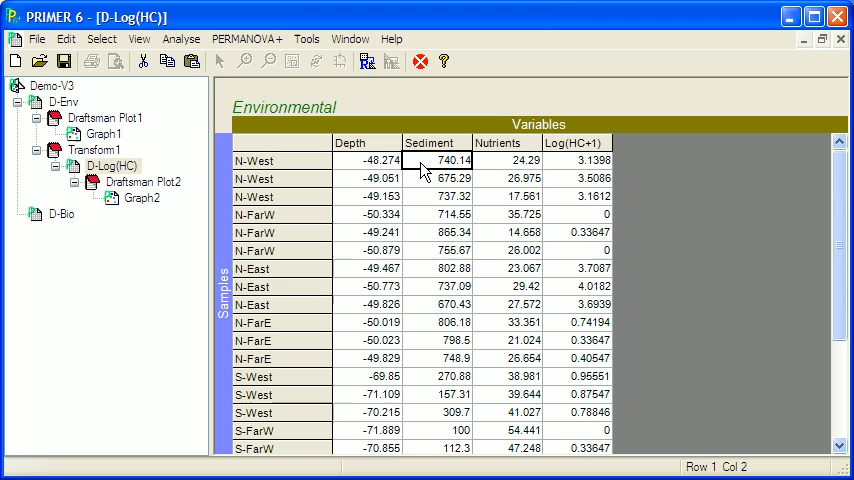 PRIMER 6 - [D-Log(HC)]
File Edit Select View Analyse PERMANOVA+ Tools Window Help
Demo-V3
D-Env
Draftsman Plot1
Graph1
Transform1
D-Log(HC)
Draftsman Plot2
Graph2
D-Bio
Environmental
Variables
Samples
Depth Sediment Nutrients Log(HC+1)
N-West -48.274 740.14 24.29 3.1398
N-West -49.051 675.29 26.975 3.5086
N-West -49.153 737.32 17.561 3.1612
N-FarW -50.334 714.55 35.725 0
N-FarW -49.241 865.34 14.658 0.33647
N-FarW -50.879 755.67 26.002 0
N-East -49.467 802.88 23.067 3.7087
N-East -50.773 737.09 29.42 4.0182
N-East -49.826 670.43 27.572 3.6939
N-FarE -50.019 806.18 33.351 0.74194
N-FarE -50.023 798.5 21.024 0.33647
N-FarE -49.829 748.9 26.654 0.40547
S-West -69.85 270.88 38.981 0.95551
S-West -71.109 157.31 39.644 0.87547
S-West -70.215 309.7 41.027 0.78846
S-FarW -71.889 100 54.441 0
S-FarW -70.855 112.3 47.248 0.33647
Row 1 Col 2